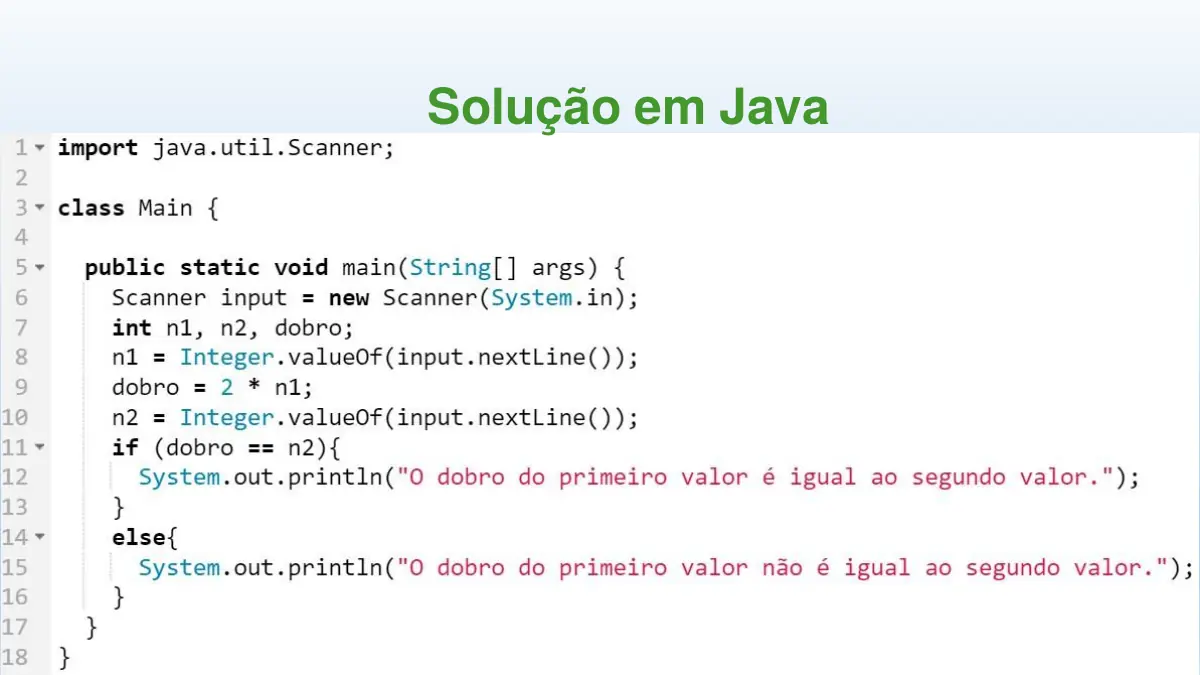 Solução em Java
1 import java.util.Scanner;
2
3 class Main {
4
5   public static void main(String[] args) {
6     Scanner input = new Scanner(System.in);
7     int n1, n2, dobro;
8     n1 = Integer.valueOf(input.nextLine());
9     dobro = 2 * n1;
10     n2 = Integer.valueOf(input.nextLine());
11     if (dobro == n2){
12       System.out.println("O dobro do primeiro valor é igual ao segundo valor.");
13     }
14     else{
15       System.out.println("O dobro do primeiro valor não é igual ao segundo valor.");
16     }
17   }
18 }